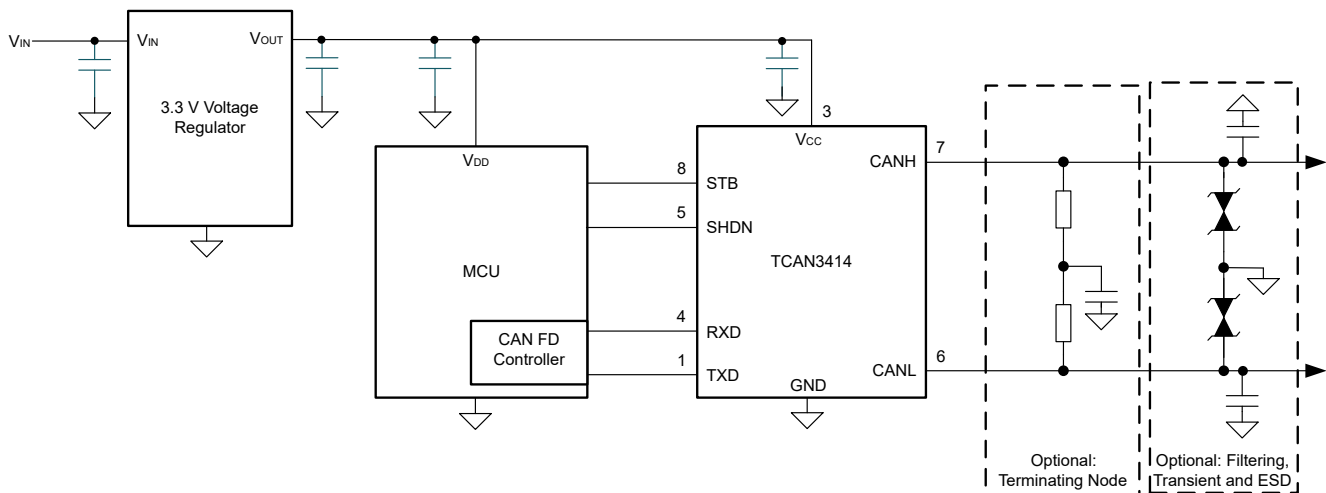 VIN
VIN
VOUT
3.3 V Voltage
Regulator
3
VDD
VCC
8
STB
5
SHDN
MCU
TCAN3414
4
RXD
CAN FD
Controller
1
TXD
GND
CANH
7
CANL
6
Optional:
Terminating Node
Optional: Filtering,
Transient and ESD